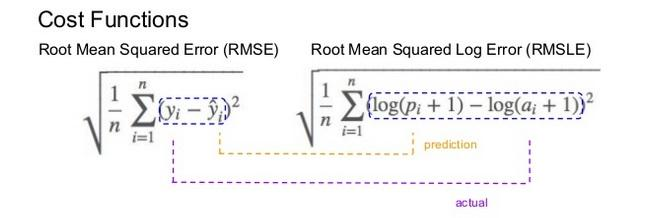 Cost Functions
Root Mean Squared Error (RMSE) Root Mean Squared Log Error (RMSLE)
√(1/n ∑_{i=1}^{n} (y_i − ŷ_i)²) √(1/n ∑_{i=1}^{n} (log(p_i + 1) − log(a_i + 1))²)
prediction
actual